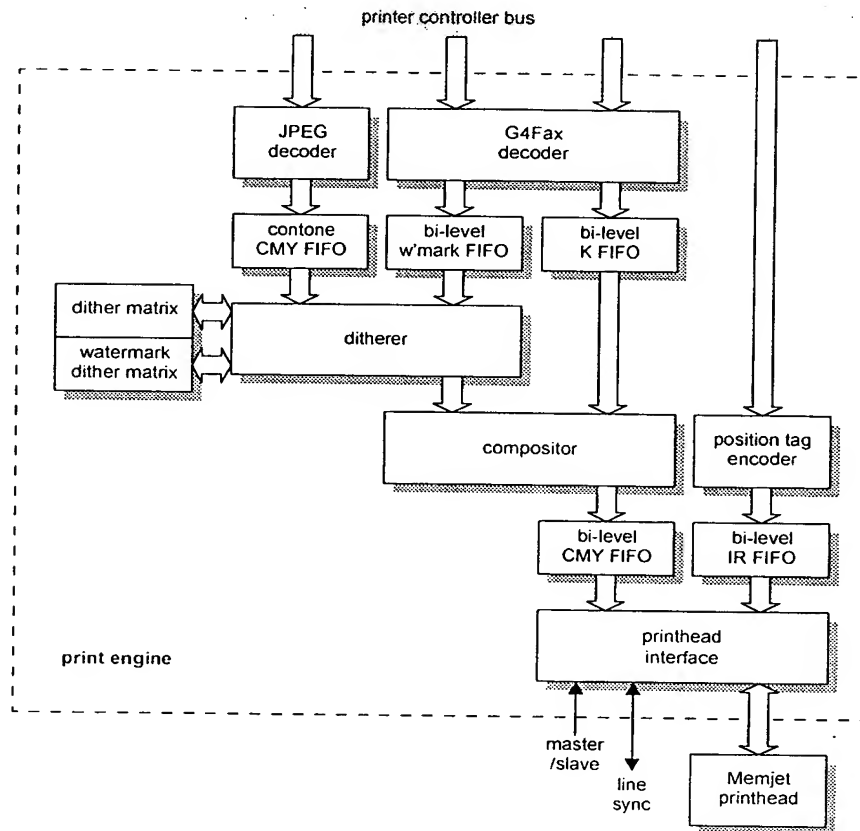 printer controller bus
JPEG
decoder
G4Fax
decoder
contone
CMY FIFO
bi-level
w'mark FIFO
bi-level
K FIFO
dither matrix
watermark
dither matrix
ditherer
compositor
position tag
encoder
bi-level
CMY FIFO
bi-level
IR FIFO
print engine
printhead
interface
master
/slave
line
sync
Memjet
printhead